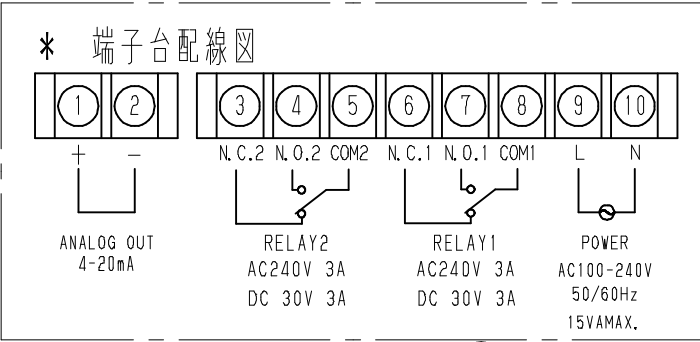 * 端子台配線図
1 2 3 4 5 6 7 8 9 10
+ - N.C.2 N.O.2 COM2 N.C.1 N.O.1 COM1 L N
ANALOG OUT
4-20mA
RELAY2
AC240V 3A
DC 30V 3A
RELAY1
AC240V 3A
DC 30V 3A
POWER
AC100-240V
50/60Hz
15VAMAX.